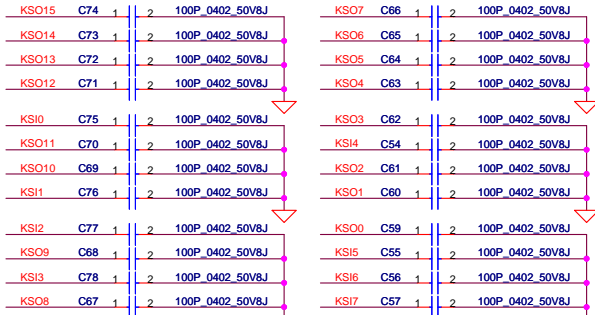 KSO15 C74 1 2 100P_0402_50V8J
KSO14 C73 1 2 100P_0402_50V8J
KSO13 C72 1 2 100P_0402_50V8J
KSO12 C71 1 2 100P_0402_50V8J
KSI0 C75 1 2 100P_0402_50V8J
KSO11 C70 1 2 100P_0402_50V8J
KSO10 C69 1 2 100P_0402_50V8J
KSI1 C76 1 2 100P_0402_50V8J
KSI2 C77 1 2 100P_0402_50V8J
KSO9 C68 1 2 100P_0402_50V8J
KSI3 C78 1 2 100P_0402_50V8J
KSO8 C67 1 2 100P_0402_50V8J
KSO7 C66 1 2 100P_0402_50V8J
KSO6 C65 1 2 100P_0402_50V8J
KSO5 C64 1 2 100P_0402_50V8J
KSO4 C63 1 2 100P_0402_50V8J
KSO3 C62 1 2 100P_0402_50V8J
KSI4 C54 1 2 100P_0402_50V8J
KSO2 C61 1 2 100P_0402_50V8J
KSO1 C60 1 2 100P_0402_50V8J
KSO0 C59 1 2 100P_0402_50V8J
KSI5 C55 1 2 100P_0402_50V8J
KSI6 C56 1 2 100P_0402_50V8J
KSI7 C57 1 2 100P_0402_50V8J